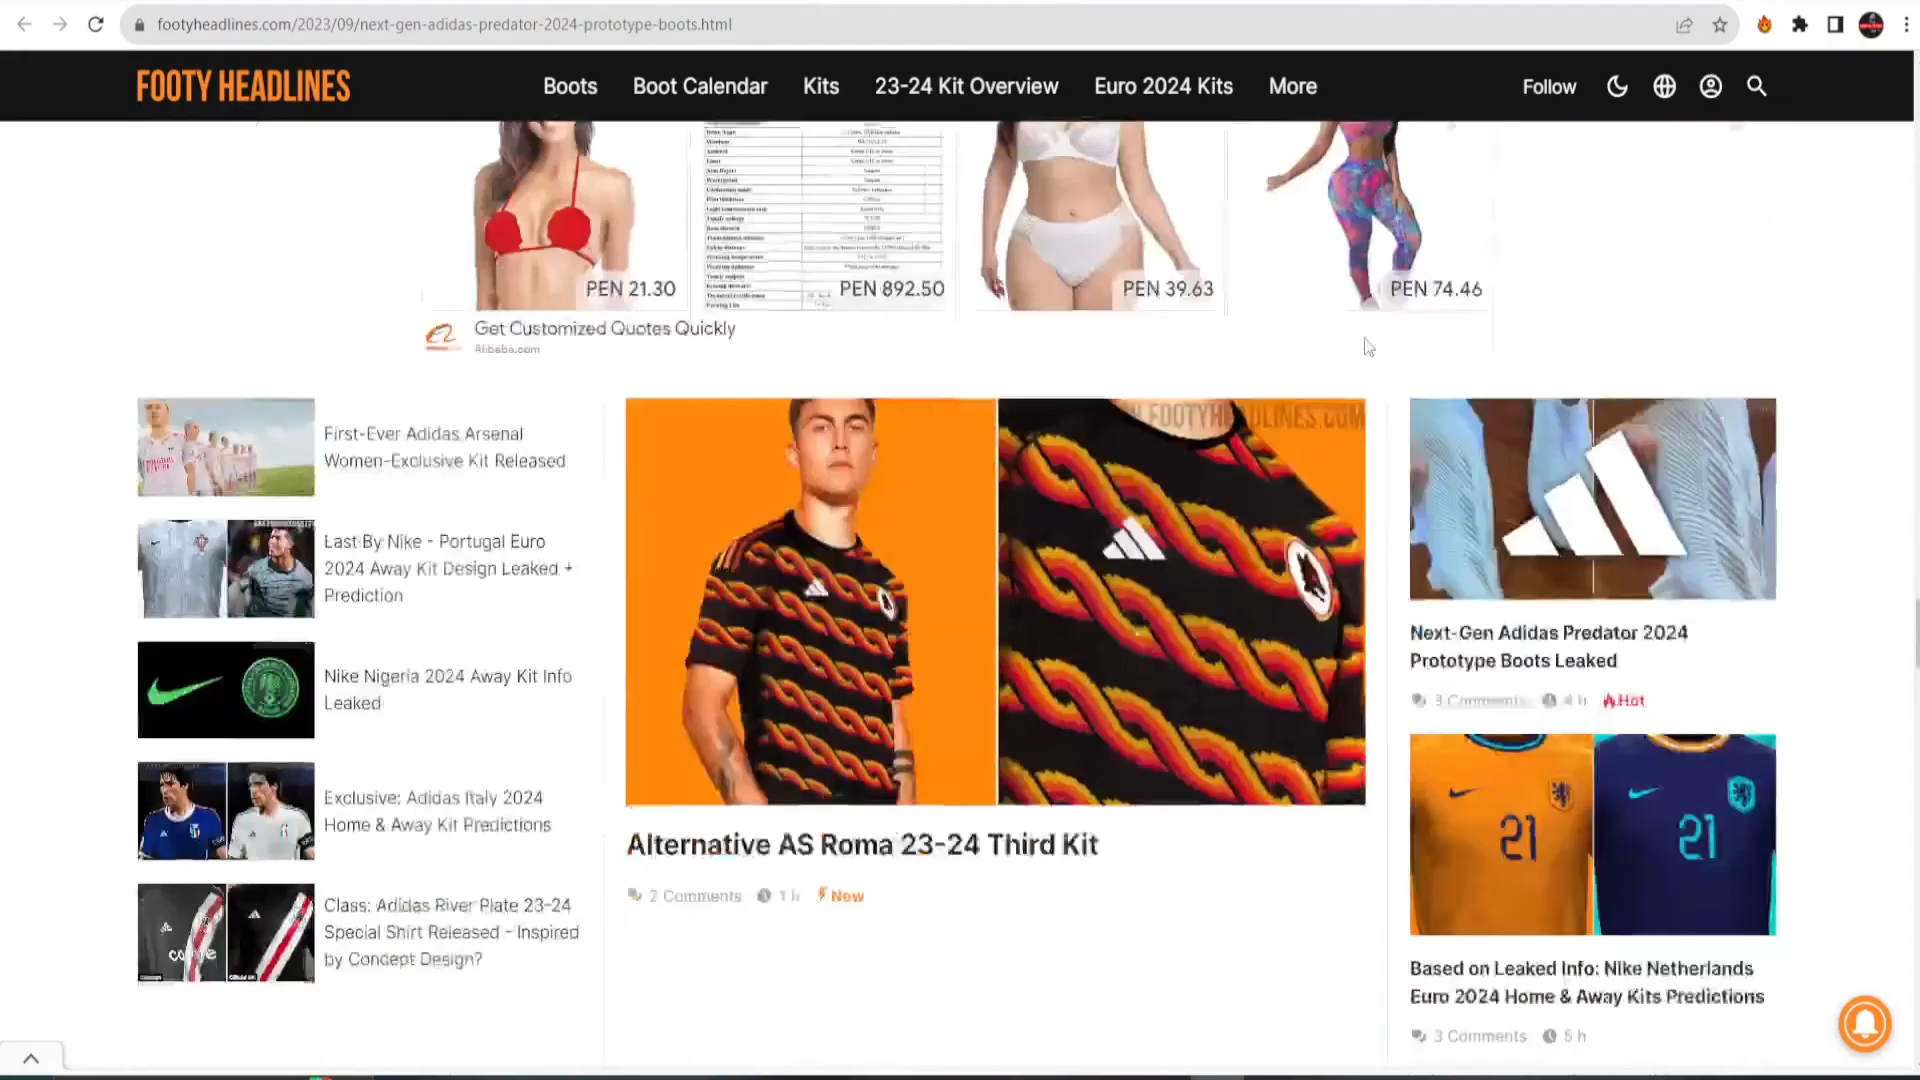 footyheadlines.com/2023/09/next-gen-adidas-predator-2024-prototype-boots.html
FOOTY HEADLINES
Boots
Boot Calendar
Kits
23-24 Kit Overview
Euro 2024 Kits
More
Follow
PEN 21.30
PEN 892.50
PEN 39.63
PEN 74.46
Get Customized Quotes Quickly
Alibaba.com
First-Ever Adidas Arsenal
Women-Exclusive Kit Released
Last By Nike - Portugal Euro
2024 Away Kit Design Leaked +
Prediction
Nike Nigeria 2024 Away Kit Info
Leaked
Exclusive: Adidas Italy 2024
Home & Away Kit Predictions
Class: Adidas River Plate 23-24
Special Shirt Released - Inspired
by Concept Design?
.FOOTYHEADLINES.COM
Alternative AS Roma 23-24 Third Kit
2 Comments
1 h
New
Next-Gen Adidas Predator 2024
Prototype Boots Leaked
3 Comments
4 h
Hot
21
21
Based on Leaked Info: Nike Netherlands
Euro 2024 Home & Away Kits Predictions
3 Comments
5 h